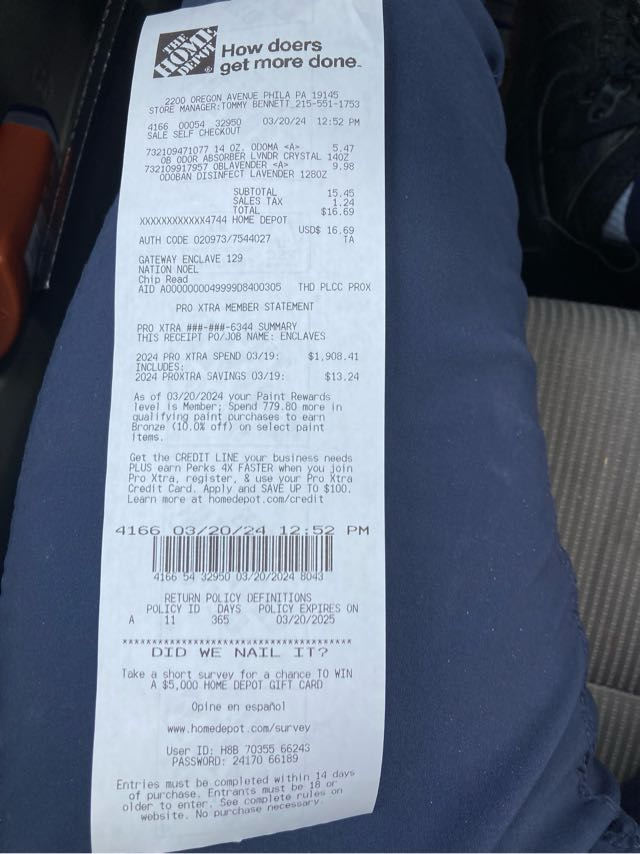 THE HOME DEPOT
How doers
get more done.
2200 OREGON AVENUE PHILA PA 19145
STORE MANAGER:TOMMY BENNETT 215-551-1753
4166 00054 32950 03/20/24 12:52 PM
SALE SELF CHECKOUT
732109471077 14 OZ. ODOMA <A> 5.47
OB ODOR ABSORBER LVNDR CRYSTAL 14OZ
732109917957 OBLAVENDER <A> 9.98
ODOBAN DISINFECT LAVENDER 128OZ
SUBTOTAL 15.45
SALES TAX 1.24
TOTAL $16.69
XXXXXXXXXXXX4744 HOME DEPOT
USD$ 16.69
AUTH CODE 020973/7544027 TA
GATEWAY ENCLAVE 129
NATION NOEL
Chip Read
AID A0000000049999D8400305 THD PLCC PROX
PRO XTRA MEMBER STATEMENT
PRO XTRA ###-###-6344 SUMMARY
THIS RECEIPT PO/JOB NAME: ENCLAVES
2024 PRO XTRA SPEND 03/19: $1,908.41
INCLUDES:
2024 PROXTRA SAVINGS 03/19: $13.24
As of 03/20/2024 your Paint Rewards
level is Member; Spend 779.80 more in
qualifying paint purchases to earn
Bronze (10.0% off) on select paint
items.
Get the CREDIT LINE your business needs
PLUS earn Perks 4X FASTER when you join
Pro Xtra, register, & use your Pro Xtra
Credit Card. Apply and SAVE UP TO $100.
Learn more at homedepot.com/credit
4166 03/20/24 12:52 PM
4166 54 32950 03/20/2024 8043
RETURN POLICY DEFINITIONS
POLICY ID DAYS POLICY EXPIRES ON
A 11 365 03/20/2025
****************************************
DID WE NAIL IT?
Take a short survey for a chance TO WIN
A $5,000 HOME DEPOT GIFT CARD
Opine en español
www.homedepot.com/survey
User ID: H8B 70355 66243
PASSWORD: 24170 66189
Entries must be completed within 14 days
of purchase. Entrants must be 18 or
older to enter. See complete rules on
website. No purchase necessary.